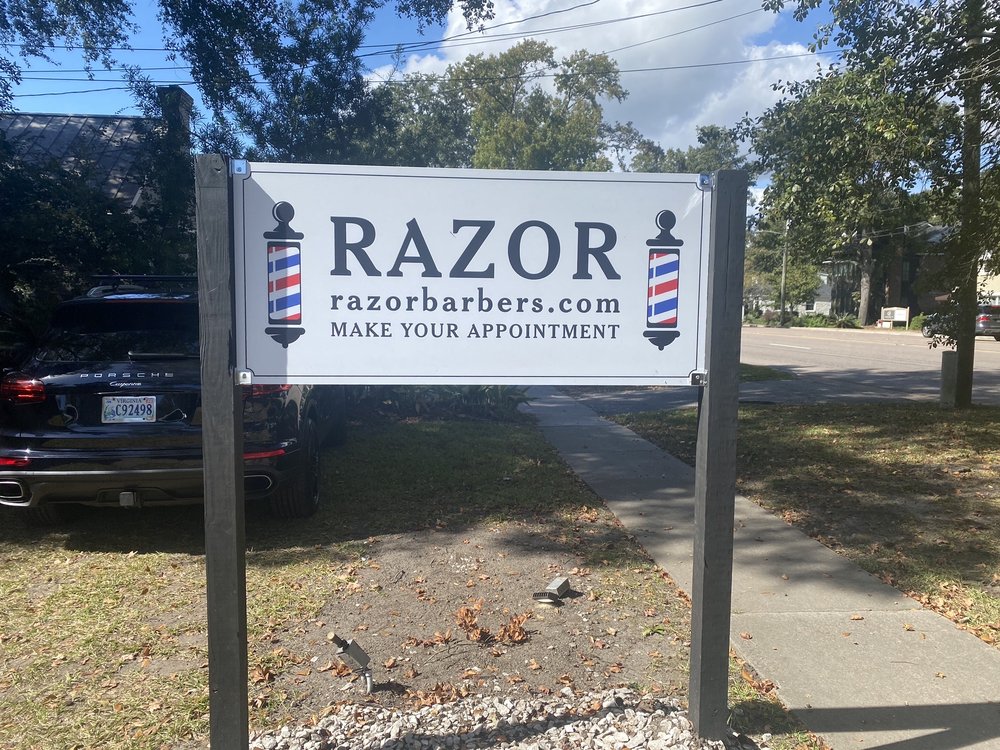 RAZOR
razorbarbers.com
MAKE YOUR APPOINTMENT
PORSCHE
Cayenne
VIRGINIA
C92498